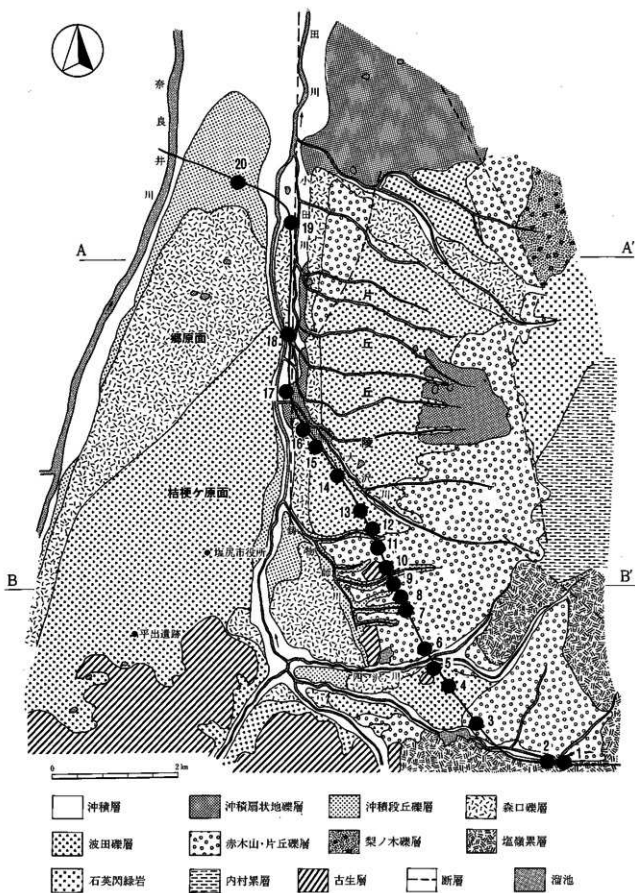 奈良井川
田川
小田川
20
19
A
A'
郷原面
片丘丘陵
18
17
16
15
14
川
13
12
11
10
9
8
7
6
5
4
3
2
1
桔梗ケ原面
塩尻市役所
平出遺跡
B
B'
0
2km
沖積層
沖積扇状地礫層
沖積段丘礫層
森口礫層
波田礫層
赤木山・片丘礫層
梨ノ木礫層
塩嶺累層
石英閃緑岩
内村累層
古生層
断層
溜池